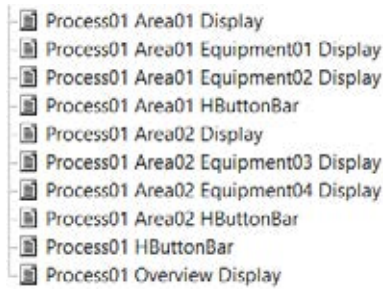 Process01 Area01 Display
Process01 Area01 Equipment01 Display
Process01 Area01 Equipment02 Display
Process01 Area01 HButtonBar
Process01 Area02 Display
Process01 Area02 Equipment03 Display
Process01 Area02 Equipment04 Display
Process01 Area02 HButtonBar
Process01 HButtonBar
Process01 Overview Display